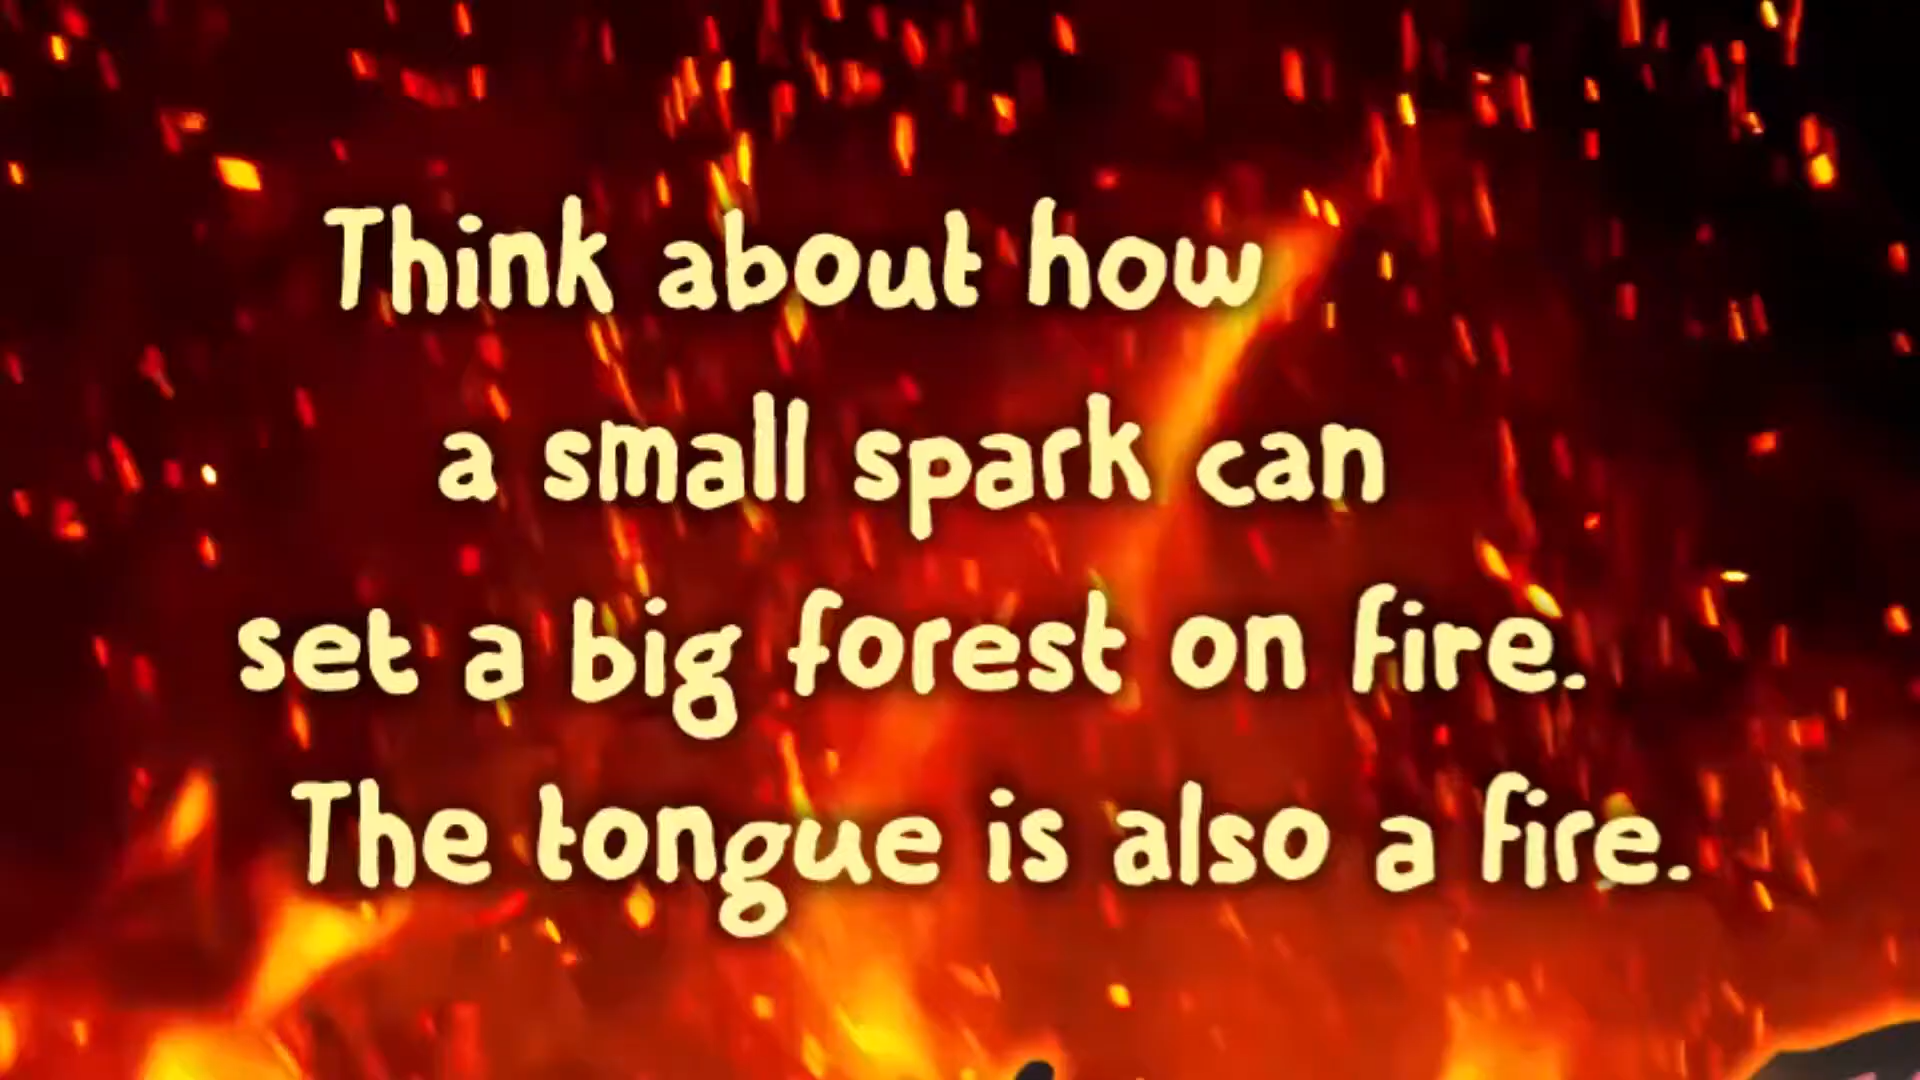 Think about how
a small spark can
set a big forest on fire.
The tongue is also a fire.